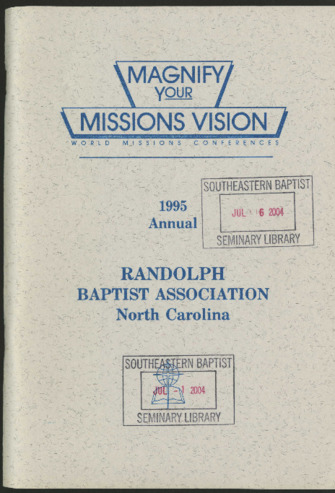 MAGNIFY
YOUR
MISSIONS VISION
WORLD MISSIONS CONFERENCES
1995
Annual
SOUTHEASTERN BAPTIST
JUL 6 2004
SEMINARY LIBRARY
RANDOLPH
BAPTIST ASSOCIATION
North Carolina
SOUTHEASTERN BAPTIST
JUL - 2004
SEMINARY LIBRARY